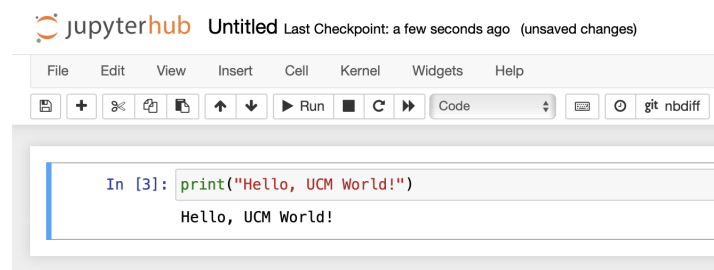 jupyterhub Untitled Last Checkpoint: a few seconds ago (unsaved changes)
File Edit View Insert Cell Kernel Widgets Help
Run Code git nbdiff
In [3]: print("Hello, UCM World!")
Hello, UCM World!